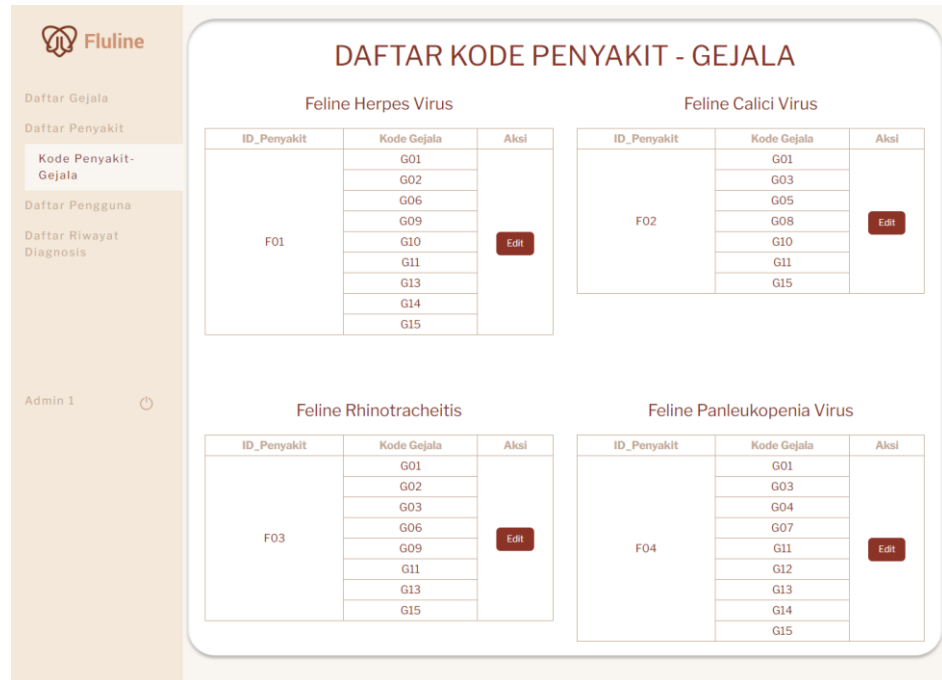 Fluline
Daftar Gejala
Daftar Penyakit
Kode Penyakit-
Gejala
Daftar Pengguna
Daftar Riwayat
Diagnosis
Admin 1
DAFTAR KODE PENYAKIT - GEJALA
Feline Herpes Virus
ID_Penyakit Kode Gejala Aksi
G01
G02
G06
G09
F01 G10 Edit
G11
G13
G14
G15
Feline Calici Virus
ID_Penyakit Kode Gejala Aksi
G01
G03
G05
F02 G08 Edit
G10
G11
G15
Feline Rhinotracheitis
ID_Penyakit Kode Gejala Aksi
G01
G02
G03
G06
F03 Edit
G09
G11
G13
G15
Feline Panleukopenia Virus
ID_Penyakit Kode Gejala Aksi
G01
G03
G04
G07
F04 G11 Edit
G12
G13
G14
G15